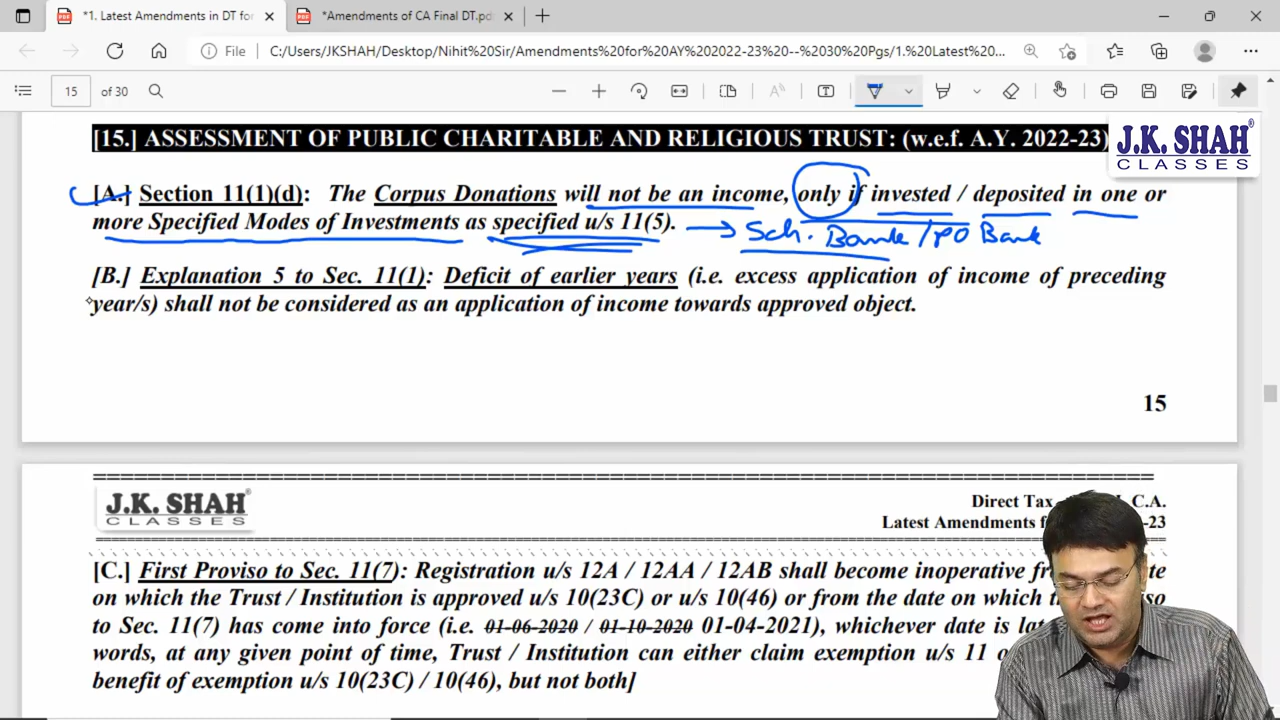 *1. Latest Amendments in DT for
*Amendments of CA Final DT.pd
File
C:/Users/JKSHAH/Desktop/Nihit%20Sir/Amendments%20for%20AY%202022-23%20--%2030%20Pgs/1.%20Latest%20...
15 of 30
[15.] ASSESSMENT OF PUBLIC CHARITABLE AND RELIGIOUS TRUST: (w.e.f. A.Y. 2022-23)
J.K. SHAH®
CLASSES
[A.] Section 11(1)(d): The Corpus Donations will not be an income, only if invested / deposited in one or
more Specified Modes of Investments as specified u/s 11(5).
Sch. Bank / PO Bank
[B.] Explanation 5 to Sec. 11(1): Deficit of earlier years (i.e. excess application of income of preceding
year/s) shall not be considered as an application of income towards approved object.
15
J.K. SHAH®
CLASSES
Direct Tax C.A.
Latest Amendments -23
[C.] First Proviso to Sec. 11(7): Registration u/s 12A / 12AA / 12AB shall become inoperative
on which the Trust / Institution is approved u/s 10(23C) or u/s 10(46) or from the date on which
to Sec. 11(7) has come into force (i.e. 01-06-2020 / 01-10-2020 01-04-2021), whichever date is
words, at any given point of time, Trust / Institution can either claim exemption u/s 11
benefit of exemption u/s 10(23C) / 10(46), but not both]